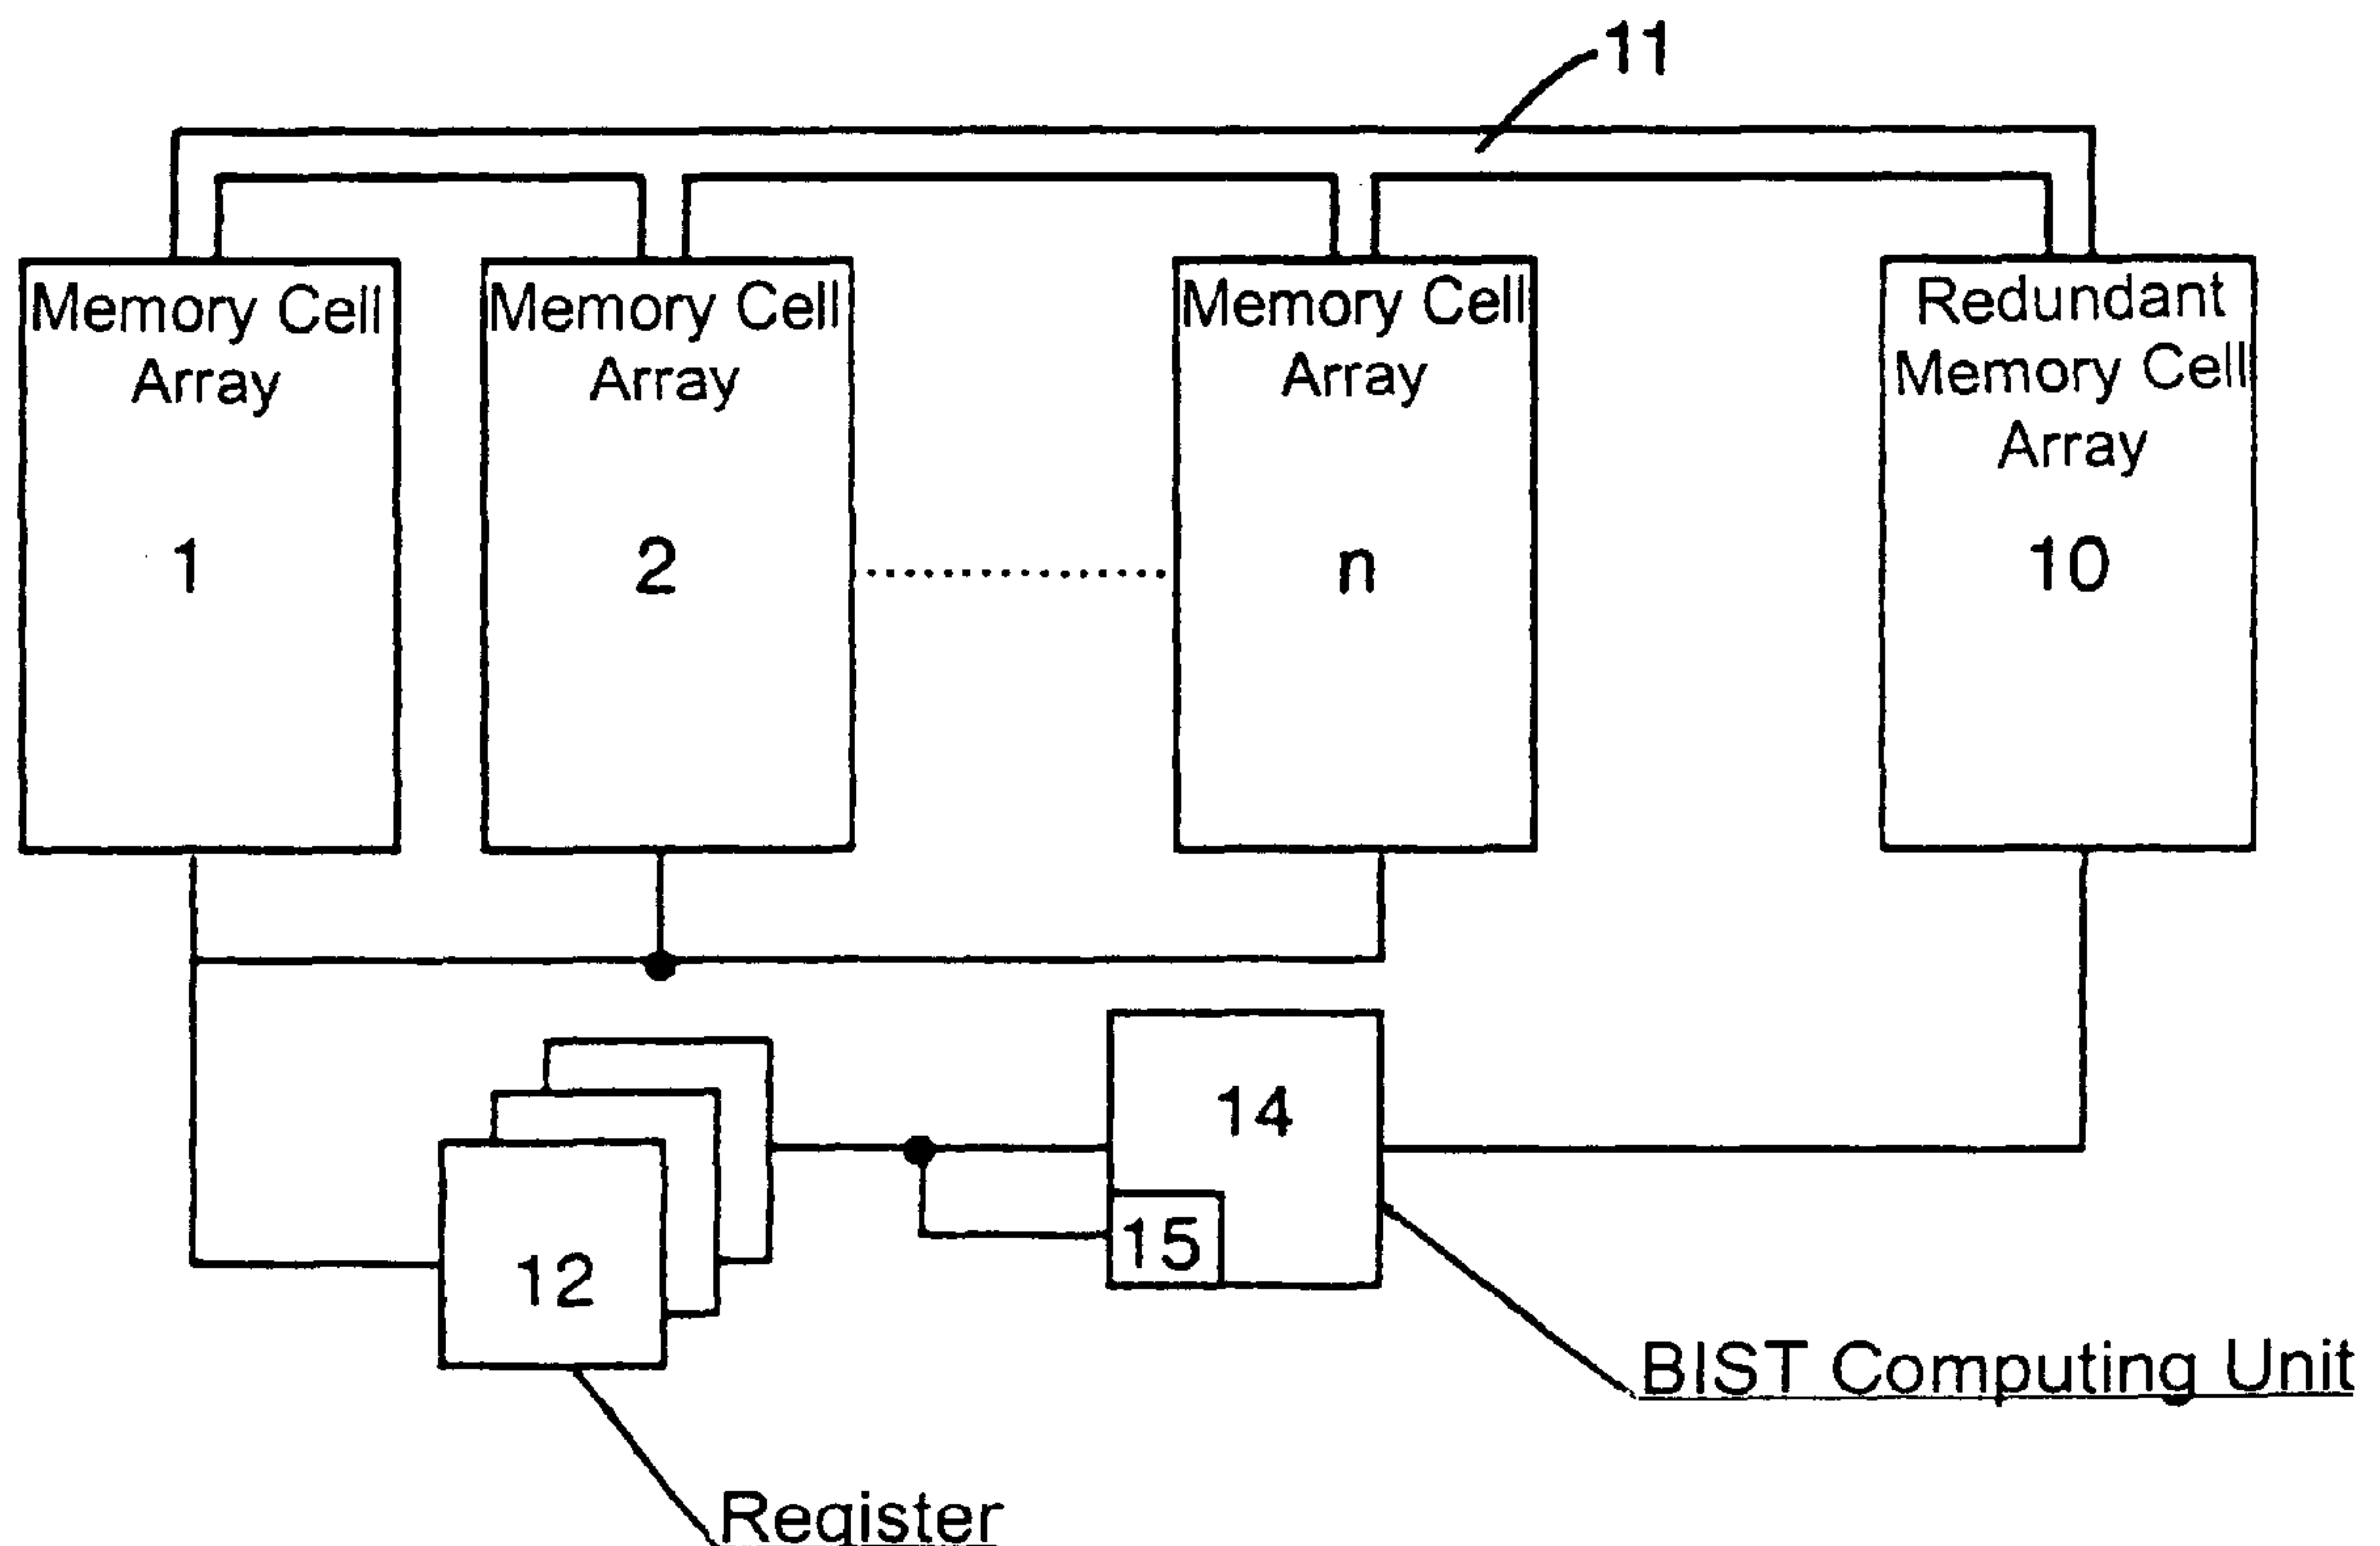 11
Memory Cell
Array
1
Memory Cell
Array
2
Memory Cell
Array
n
Redundant
Memory Cell
Array
10
12
14
15
BIST Computing Unit
Register